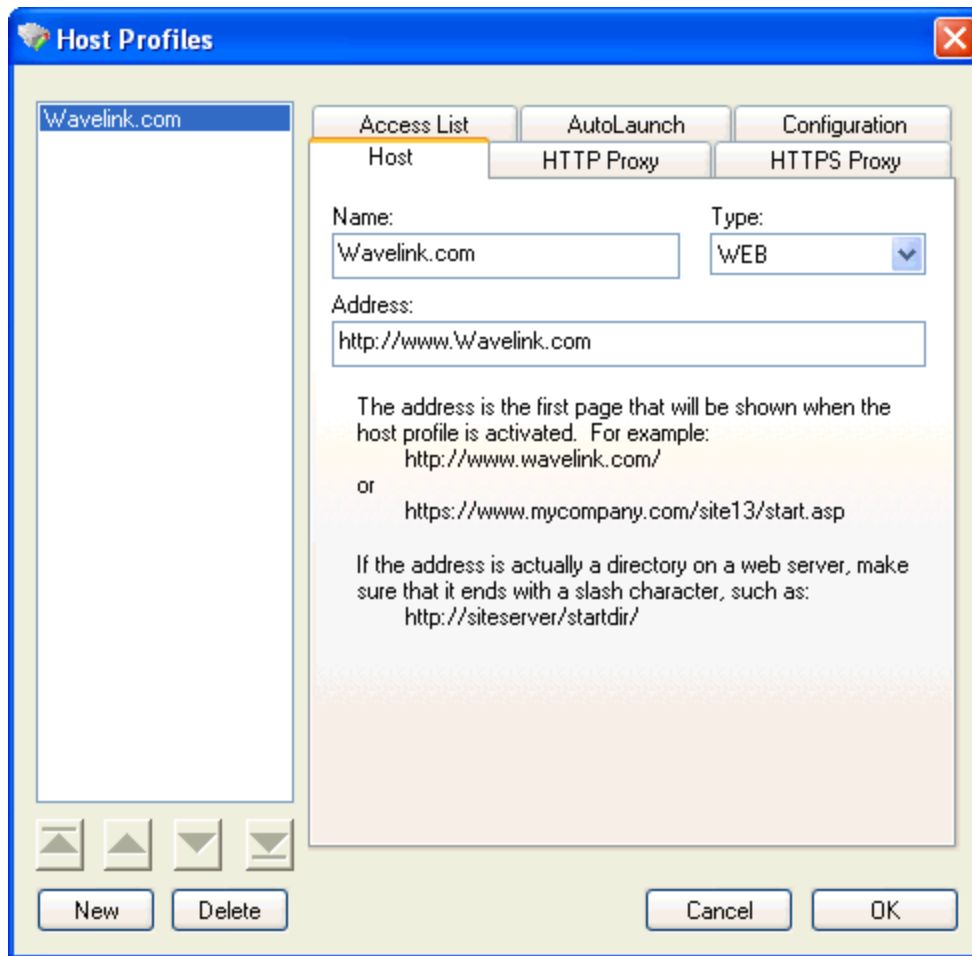 Host Profiles
Wavelink.com
Access List AutoLaunch Configuration
Host HTTP Proxy HTTPS Proxy
Name: Type:
Wavelink.com WEB
Address:
http://www.Wavelink.com
The address is the first page that will be shown when the
host profile is activated. For example:
http://www.wavelink.com/
or
https://www.mycompany.com/site13/start.asp
If the address is actually a directory on a web server, make
sure that it ends with a slash character, such as:
http://siteserver/startdir/
New Delete Cancel OK